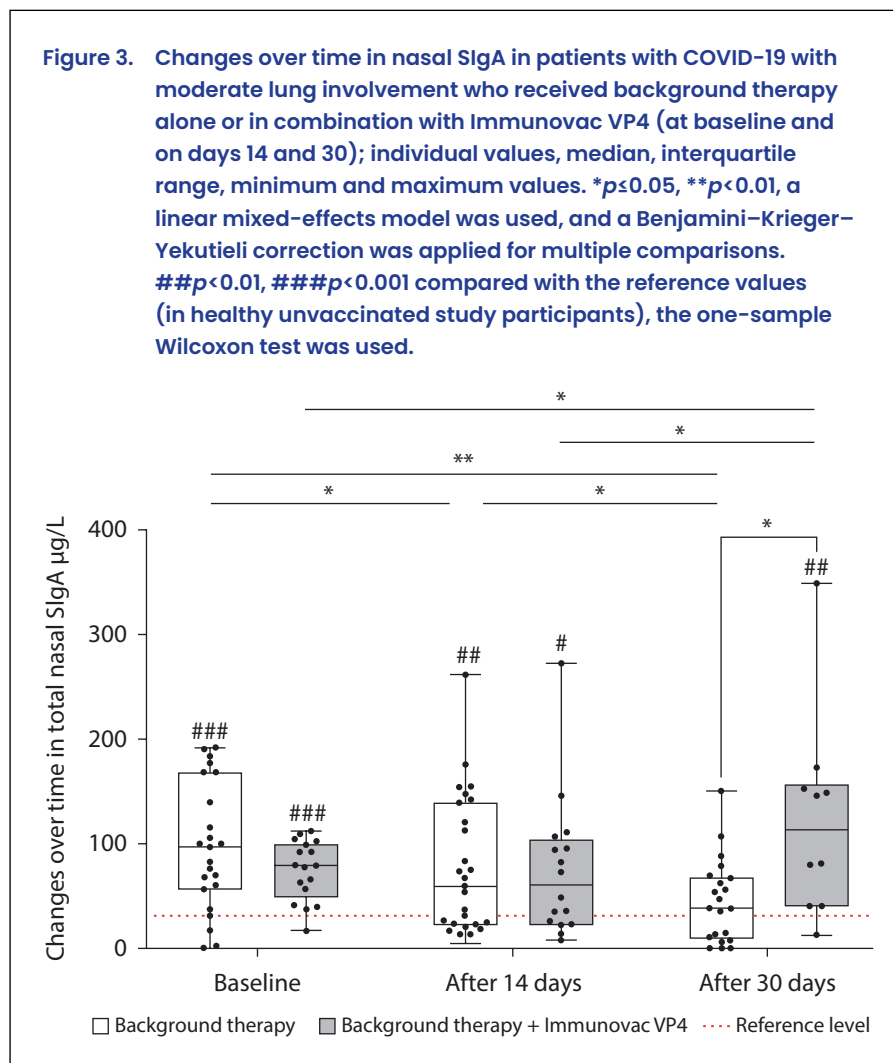 Figure 3. Changes over time in nasal SIgA in patients with COVID-19 with
moderate lung involvement who received background therapy
alone or in combination with Immunovac VP4 (at baseline and
on days 14 and 30); individual values, median, interquartile
range, minimum and maximum values. *p≤0.05, **p<0.01, a
linear mixed-effects model was used, and a Benjamini–Krieger–
Yekutieli correction was applied for multiple comparisons.
##p<0.01, ###p<0.001 compared with the reference values
(in healthy unvaccinated study participants), the one-sample
Wilcoxon test was used.
*
*
**
* *
*
Changes over time in total nasal SIgA µg/L
400
300
200
100
0
###
###
##
#
##
Baseline After 14 days After 30 days
Background therapy Background therapy + Immunovac VP4 Reference level